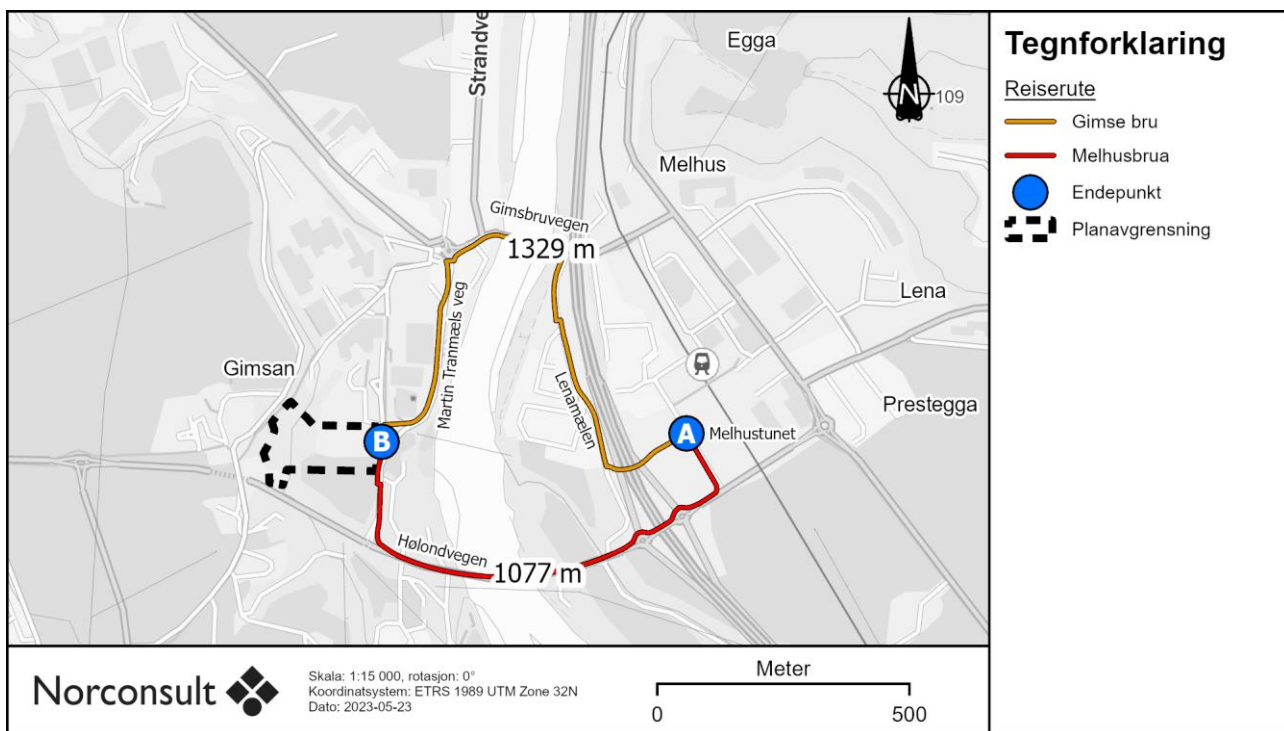 Egga
109
Strandve
Melhus
Gimsbruvegen
1329 m
Lena
Martin Tranmæls veg
Gimsan
Lenamælen
Prestegga
B
A
Melhustunet
Hølondvegen
1077 m
N
Tegnforklaring
Reiserute
Gimse bru
Melhusbrua
Endepunkt
Planavgrensning
Norconsult
Skala: 1:15 000, rotasjon: 0°
Koordinatsystem: ETRS 1989 UTM Zone 32N
Dato: 2023-05-23
Meter
0 500